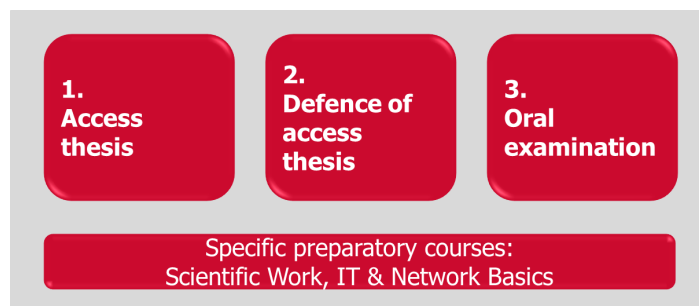 1.
Access
thesis
2.
Defence of
access
thesis
3.
Oral
examination
Specific preparatory courses:
Scientific Work, IT & Network Basics